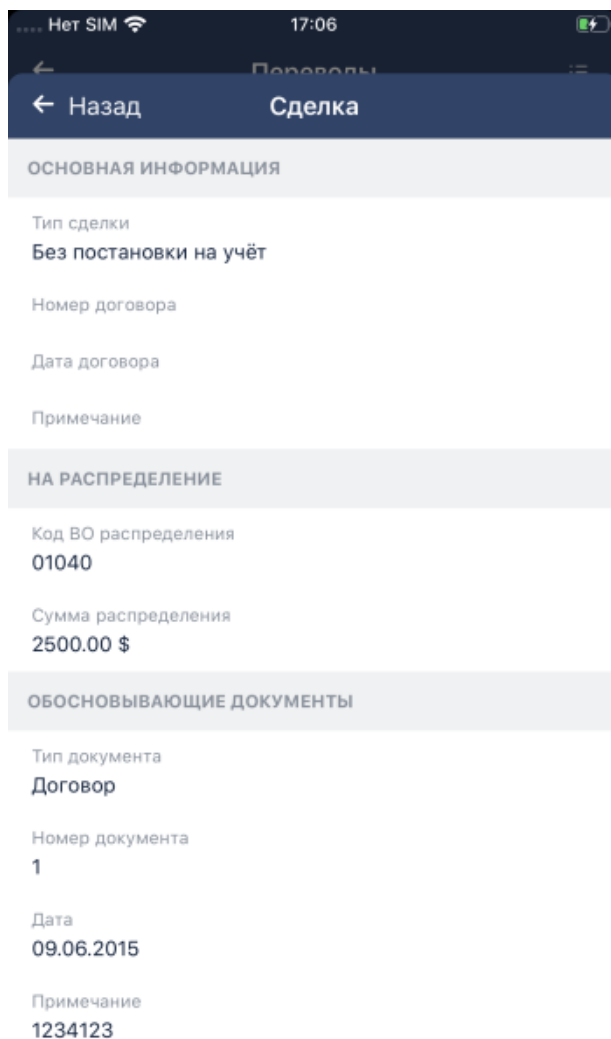 Нет SIM 17:06
Переводы
Назад Сделка
ОСНОВНАЯ ИНФОРМАЦИЯ
Тип сделки
Без постановки на учёт
Номер договора
Дата договора
Примечание
НА РАСПРЕДЕЛЕНИЕ
Код ВО распределения
01040
Сумма распределения
2500.00 $
ОБОСНОВЫВАЮЩИЕ ДОКУМЕНТЫ
Тип документа
Договор
Номер документа
1
Дата
09.06.2015
Примечание
1234123